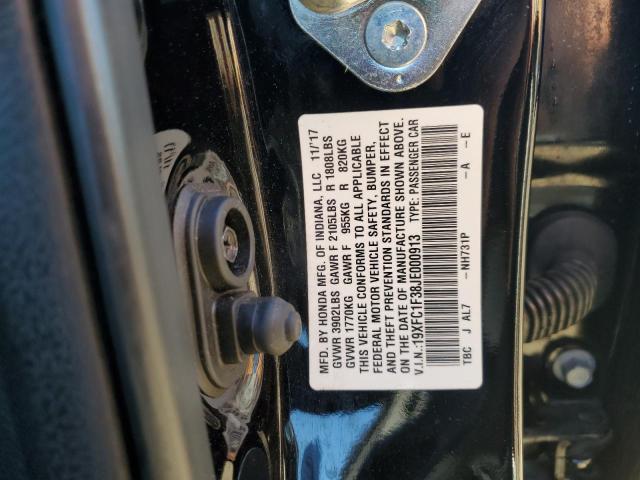 MFD. BY HONDA MFG. OF INDIANA, LLC 11/17
GVWR 3902LBS GAWR F 2105LBS R 1808LBS
GVWR 1770KG GAWR F 955KG R 820KG
THIS VEHICLE CONFORMS TO ALL APPLICABLE
FEDERAL MOTOR VEHICLE SAFETY, BUMPER,
AND THEFT PREVENTION STANDARDS IN EFFECT
ON THE DATE OF MANUFACTURE SHOWN ABOVE.
V.I.N.:19XFC1F38JE000913 TYPE: PASSENGER CAR
TBC J AL7 -NH731P -A -E